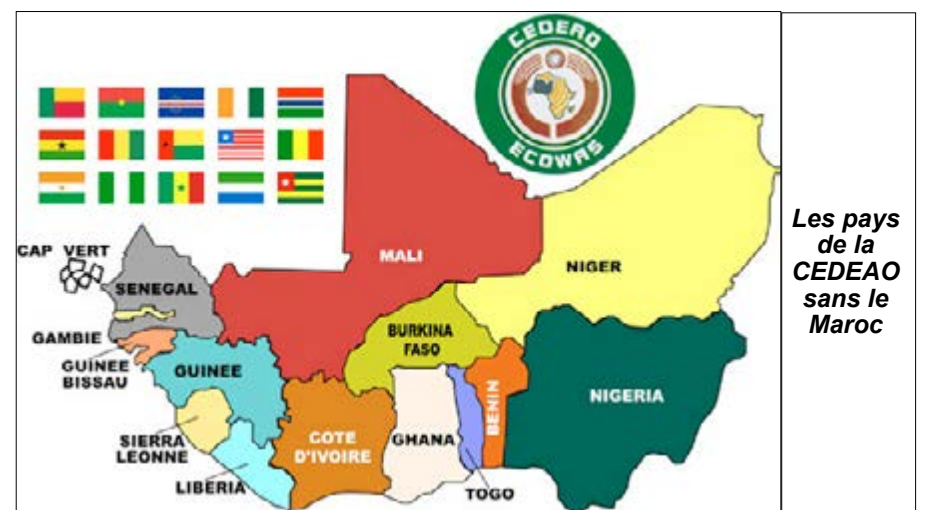 CEDEAO
ECOWAS
CAP VERT
SENEGAL
MALI
NIGER
GAMBIE
GUINEE
BISSAU
GUINEE
BURKINA
FASO
BENIN
NIGERIA
SIERRA
LEONNE
COTE
D'IVOIRE
GHANA
LIBERIA
TOGO
Les pays
de la
CEDEAO
sans le
Maroc